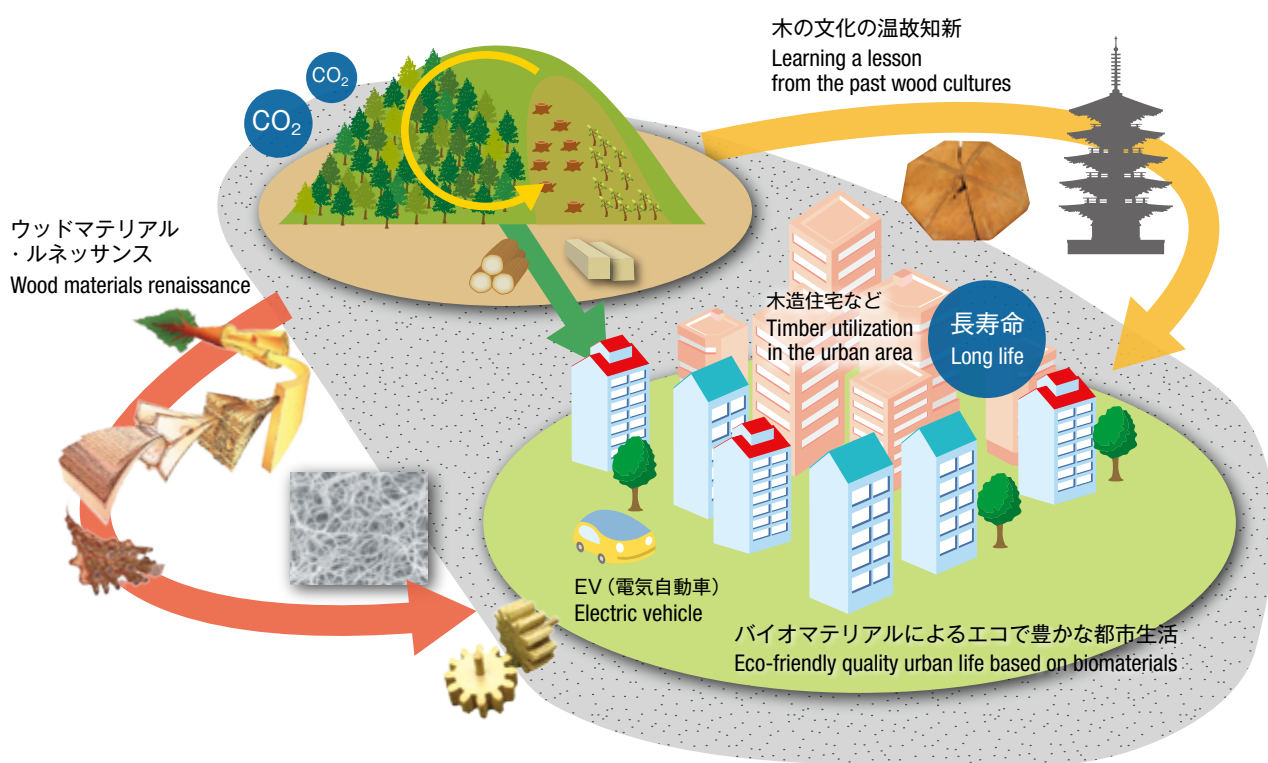 木の文化の温故知新
Learning a lesson
from the past wood cultures
CO₂
CO₂
ウッドマテリアル
・ルネッサンス
Wood materials renaissance
木造住宅など
Timber utilization
in the urban area
長寿命
Long life
EV（電気自動車）
Electric vehicle
バイオマテリアルによるエコで豊かな都市生活
Eco-friendly quality urban life based on biomaterials